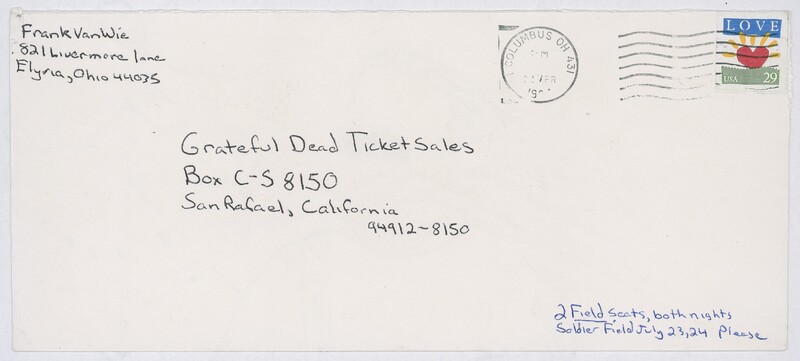 Frank VanWie
821 Livermore lane
Elyria, Ohio 44035
COLUMBUS OH 431
LOVE
USA 29
Grateful Dead Ticket Sales
Box C-S 8150
San Rafael, California
94912-8150
2 Field Seats, both nights
Soldier Field July 23,24 Please